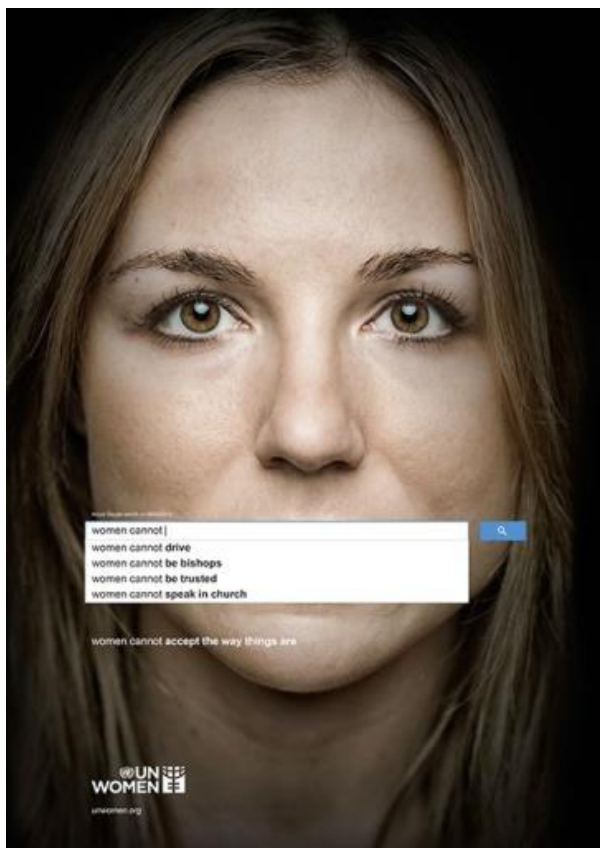 women cannot
women cannot drive
women cannot be bishops
women cannot be trusted
women cannot speak in church
women cannot accept the way things are
UN
WOMEN
unwomen.org